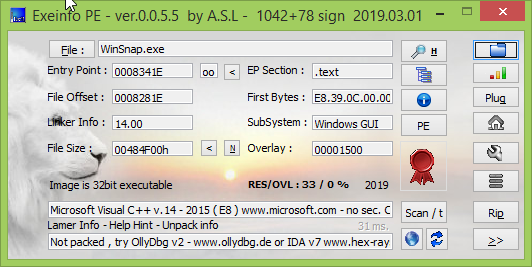 Exeinfo PE - ver.0.0.5.5 by A.S.L - 1042+78 sign 2019.03.01
File : WinSnap.exe H
Entry Point : 0008341E oo < EP Section : .text
File Offset : 0008281E First Bytes : E8.39.0C.00.00 Plug
Linker Info : 14.00 SubSystem : Windows GUI PE
File Size : 00484F00h < N Overlay : 00001500
Image is 32bit executable RES/OVL : 33 / 0 % 2019
Microsoft Visual C++ v.14 - 2015 ( E8 ) www.microsoft.com - no sec. C Scan / t Rip
Lamer Info - Help Hint - Unpack info 31 ms.
Not packed , try OllyDbg v2 - www.ollydbg.de or IDA v7 www.hex-ray >>